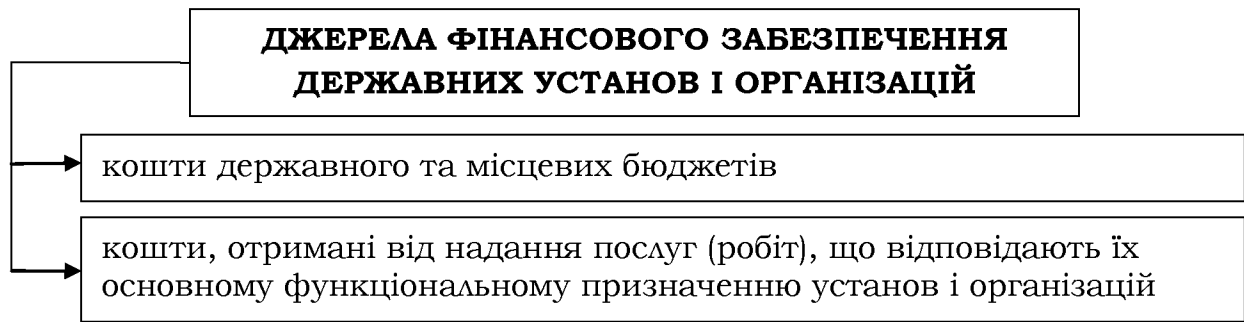 ДЖЕРЕЛА ФІНАНСОВОГО ЗАБЕЗПЕЧЕННЯ
ДЕРЖАВНИХ УСТАНОВ І ОРГАНІЗАЦІЙ
кошти державного та місцевих бюджетів
кошти, отримані від надання послуг (робіт), що відповідають їх
основному функціональному призначенню установ і організацій